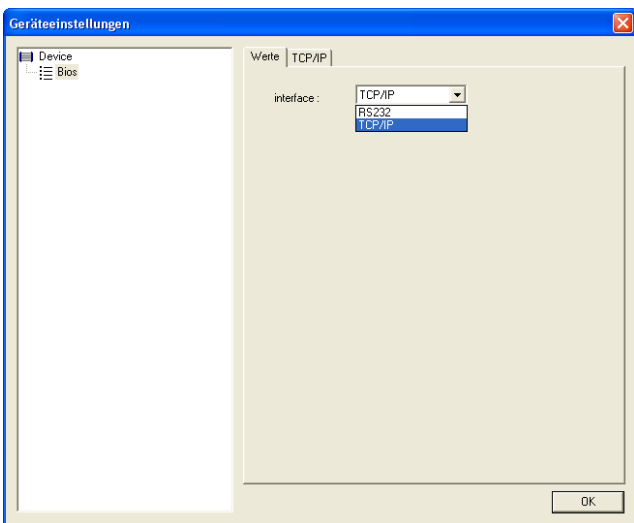 Geräteeinstellungen
Device
Bios
Werte
TCP/IP
interface :
TCP/IP
RS232
TCP/IP
OK